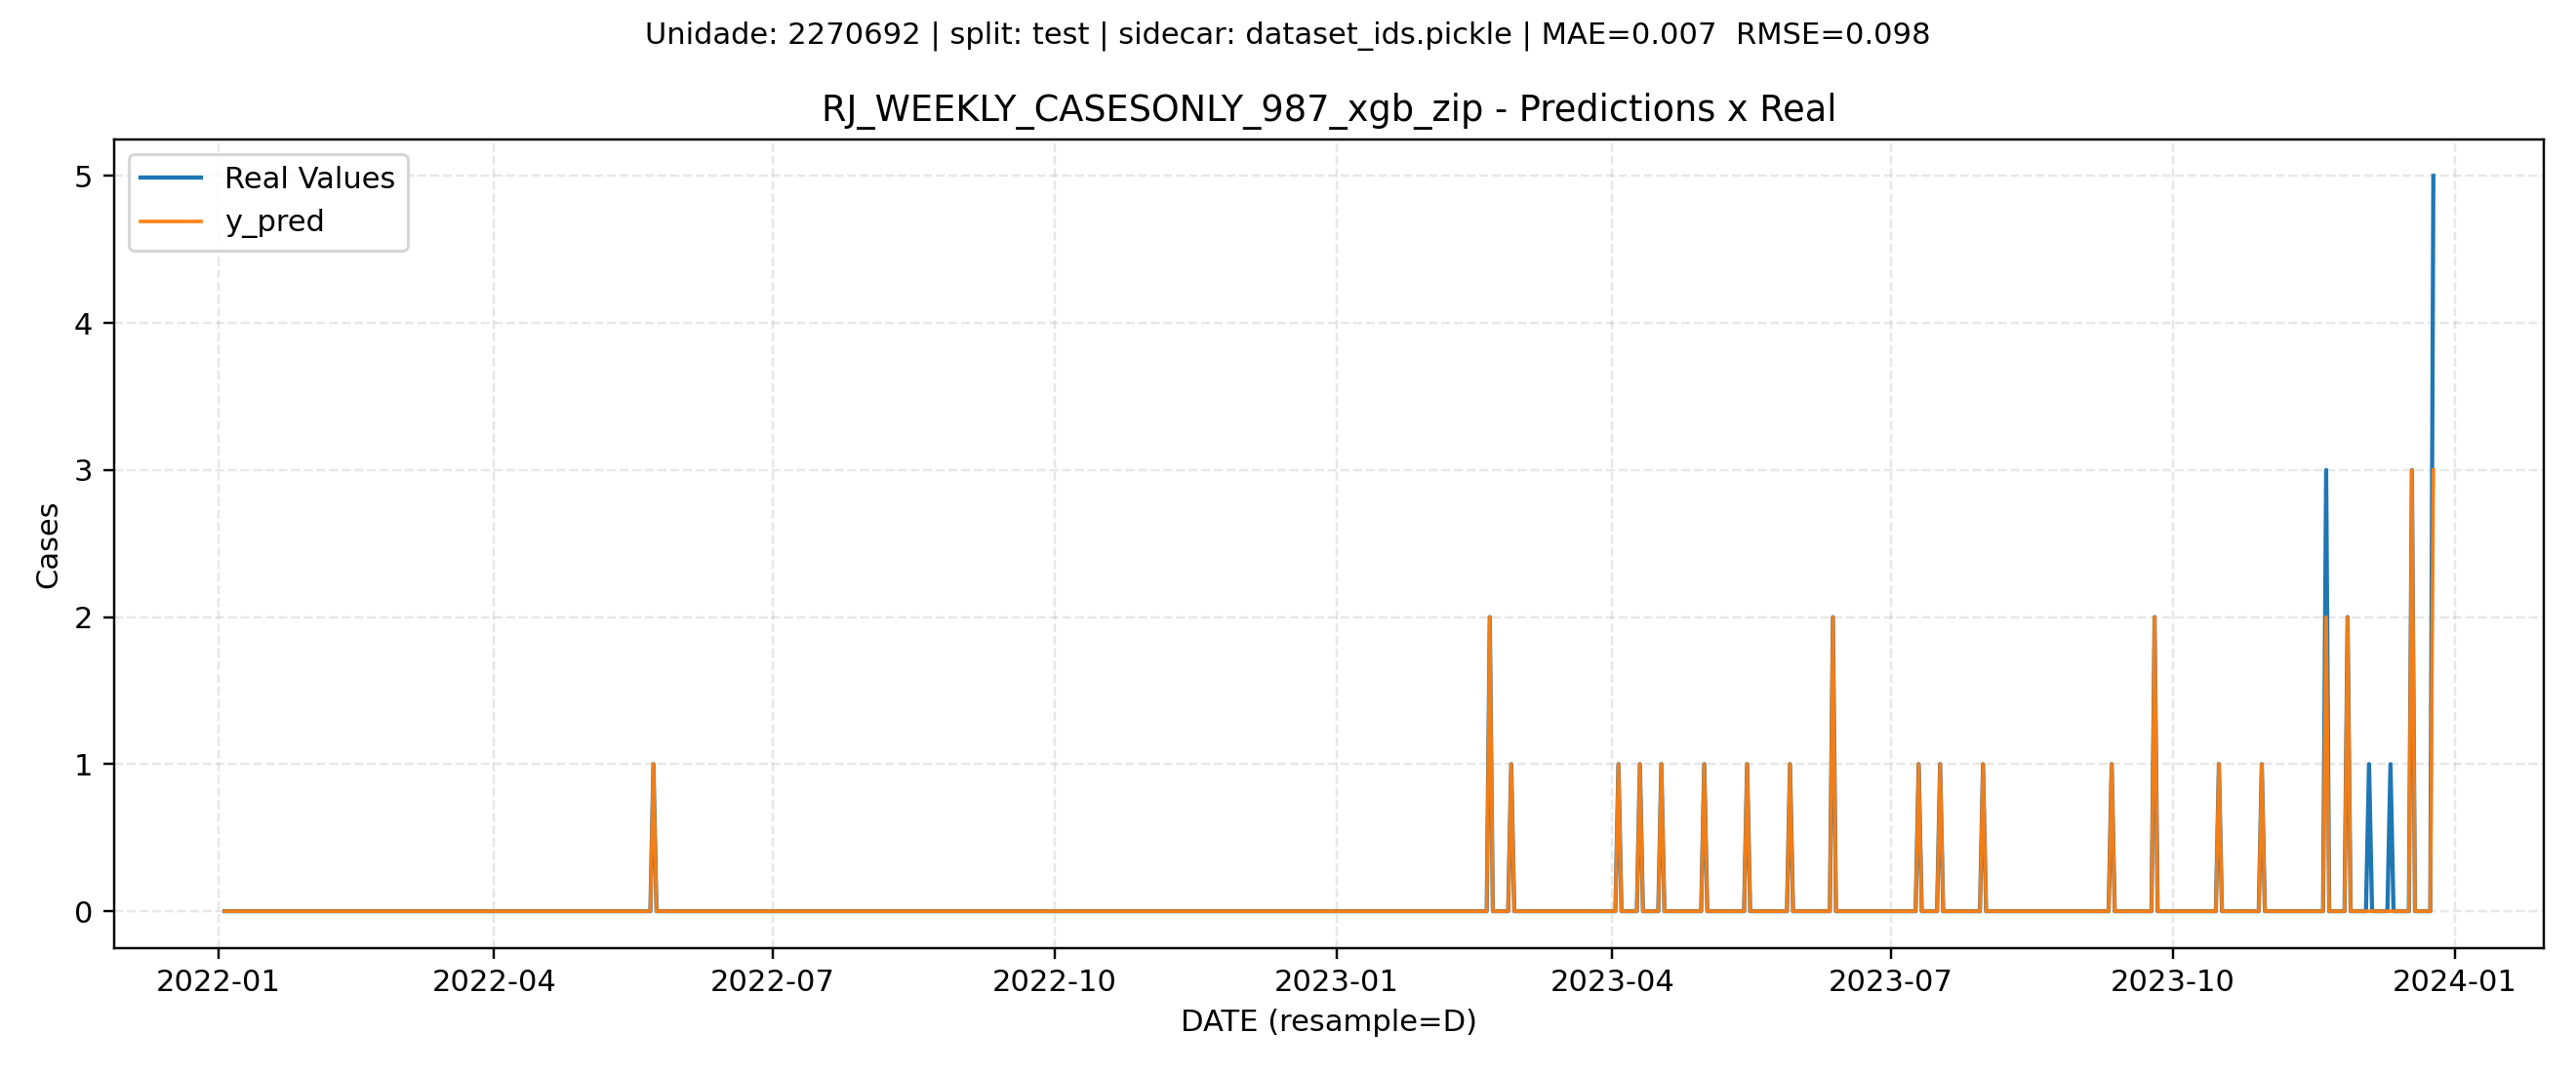 Unidade: 2270692 | split: test | sidecar: dataset_ids.pickle | MAE=0.007  RMSE=0.098
RJ_WEEKLY_CASESONLY_987_xgb_zip - Predictions x Real
Real Values
y_pred
5
4
3
2
1
0
Cases
2022-01
2022-04
2022-07
2022-10
2023-01
2023-04
2023-07
2023-10
2024-01
DATE (resample=D)